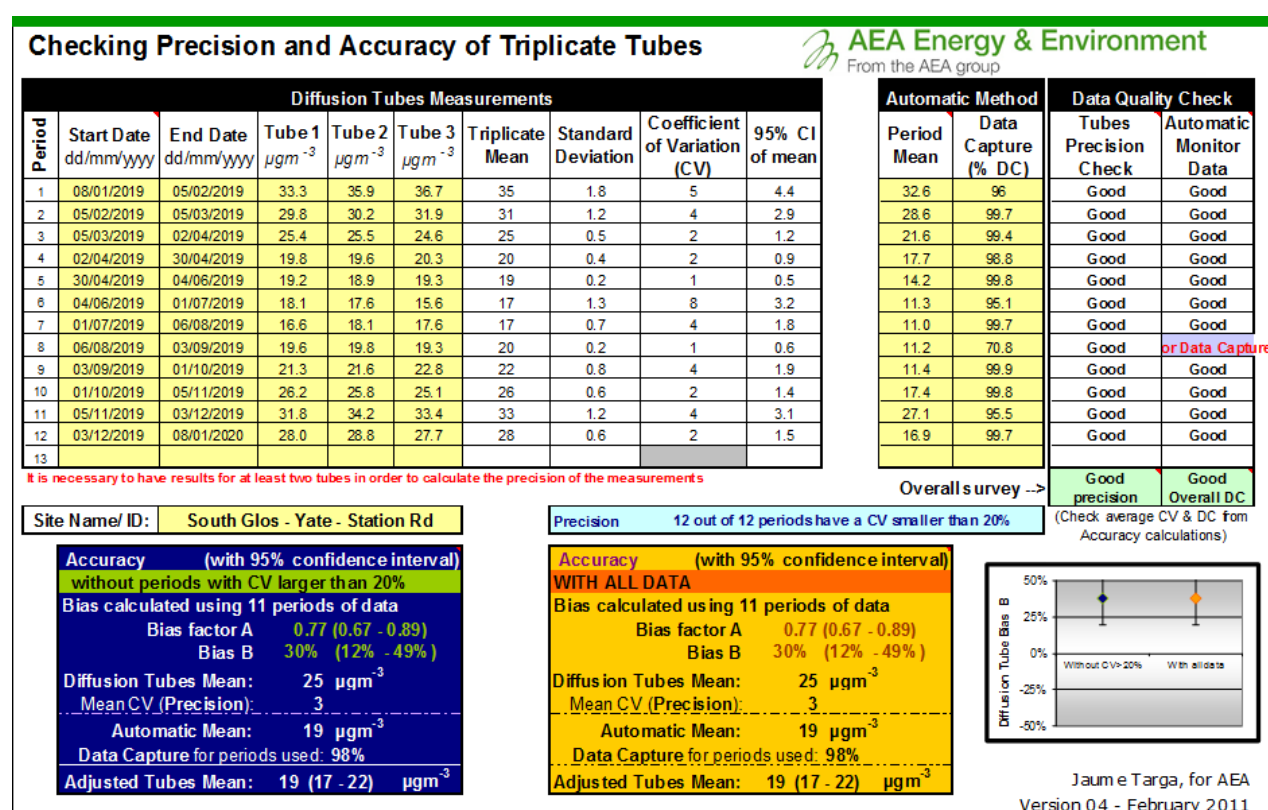 Checking Precision and Accuracy of Triplicate Tubes
AEA Energy & Environment
From the AEA group
Diffusion Tubes Measurements
Automatic Method
Data Quality Check
Period Start Date dd/mm/yyyy End Date dd/mm/yyyy Tube 1 µgm-3 Tube 2 µgm-3 Tube 3 µgm-3 Triplicate Mean Standard Deviation Coefficient of Variation (CV) 95% CI of mean Period Mean Data Capture (% DC) Tubes Precision Check Automatic Monitor Data
1 08/01/2019 05/02/2019 33.3 35.9 36.7 35 1.8 5 4.4 32.6 96 Good Good
2 05/02/2019 05/03/2019 29.8 30.2 31.9 31 1.2 4 2.9 28.6 99.7 Good Good
3 05/03/2019 02/04/2019 25.4 25.5 24.6 25 0.5 2 1.2 21.6 99.4 Good Good
4 02/04/2019 30/04/2019 19.8 19.6 20.3 20 0.4 2 0.9 17.7 98.8 Good Good
5 30/04/2019 04/06/2019 19.2 18.9 19.3 19 0.2 1 0.5 14.2 99.8 Good Good
6 04/06/2019 01/07/2019 18.1 17.6 15.6 17 1.3 8 3.2 11.3 95.1 Good Good
7 01/07/2019 06/08/2019 16.6 18.1 17.6 17 0.7 4 1.8 11.0 99.7 Good Good
8 06/08/2019 03/09/2019 19.6 19.8 19.3 20 0.2 1 0.6 11.2 70.8 Good or Data Capture
9 03/09/2019 01/10/2019 21.3 21.6 22.8 22 0.8 4 1.9 11.4 99.9 Good Good
10 01/10/2019 05/11/2019 26.2 25.8 25.1 26 0.6 2 1.4 17.4 99.8 Good Good
11 05/11/2019 03/12/2019 31.8 34.2 33.4 33 1.2 4 3.1 27.1 95.5 Good Good
12 03/12/2019 08/01/2020 28.0 28.8 27.7 28 0.6 2 1.5 16.9 99.7 Good Good
13
It is necessary to have results for at least two tubes in order to calculate the precision of the measurements
Overall survey -->
Good precision
Good Overall DC
Site Name/ ID: South Glos - Yate - Station Rd
Precision 12 out of 12 periods have a CV smaller than 20%
(Check average CV & DC from
Accuracy calculations)
Accuracy (with 95% confidence interval)
without periods with CV larger than 20%
Bias calculated using 11 periods of data
Bias factor A 0.77 (0.67 - 0.89)
Bias B 30% (12% - 49%)
Diffusion Tubes Mean: 25 µgm-3
Mean CV (Precision): 3
Automatic Mean: 19 µgm-3
Data Capture for periods used: 98%
Adjusted Tubes Mean: 19 (17 - 22) µgm-3
Accuracy (with 95% confidence interval)
WITH ALL DATA
Bias calculated using 11 periods of data
Bias factor A 0.77 (0.67 - 0.89)
Bias B 30% (12% - 49%)
Diffusion Tubes Mean: 25 µgm-3
Mean CV (Precision): 3
Automatic Mean: 19 µgm-3
Data Capture for periods used: 98%
Adjusted Tubes Mean: 19 (17 - 22) µgm-3
Diffusion Tube Bias B
50%
25%
0%
-25%
-50%
Without CV>20%
With all data
Jaume Targa, for AEA
Version 04 - February 2011